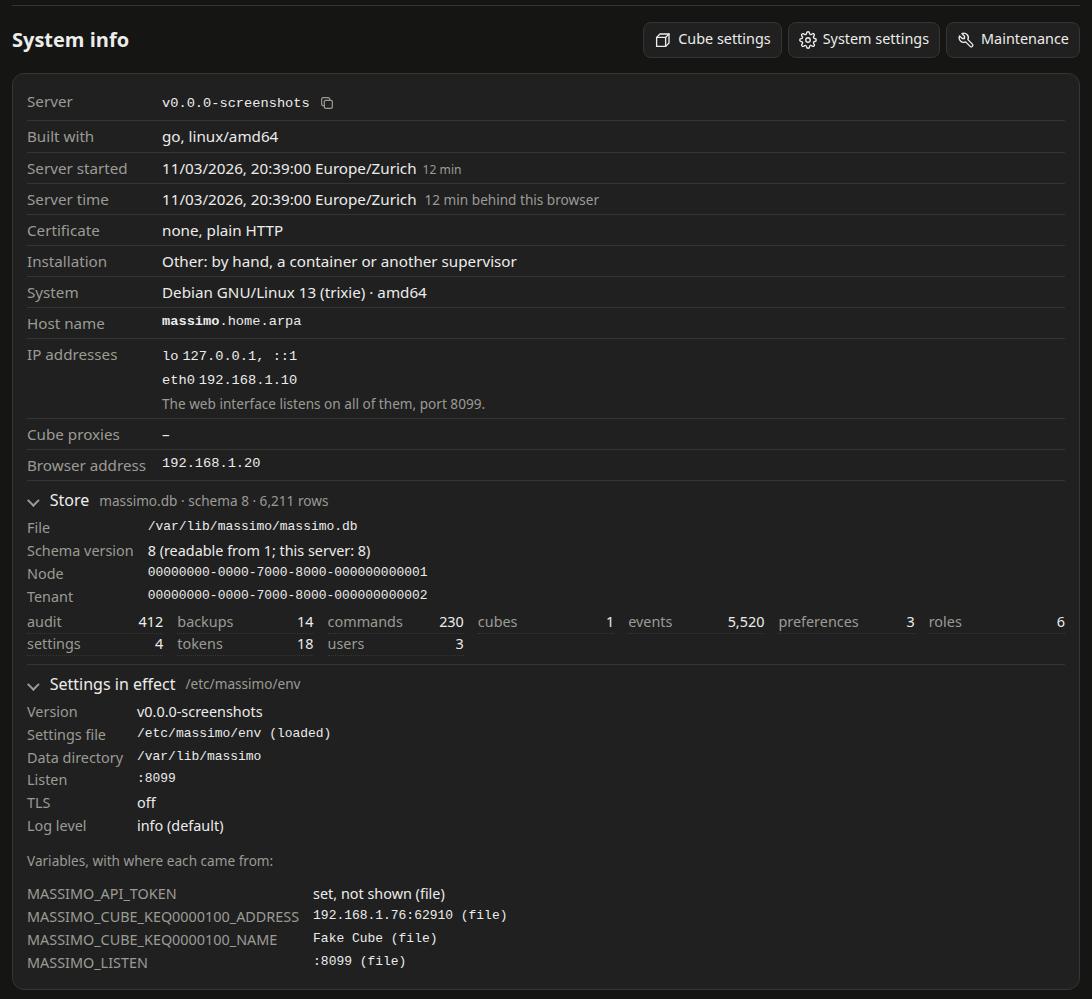 System info
Cube settings
System settings
Maintenance
Server v0.0.0-screenshots
Built with go, linux/amd64
Server started 11/03/2026, 20:39:00 Europe/Zurich 12 min
Server time 11/03/2026, 20:39:00 Europe/Zurich 12 min behind this browser
Certificate none, plain HTTP
Installation Other: by hand, a container or another supervisor
System Debian GNU/Linux 13 (trixie) · amd64
Host name massimo.home.arpa
IP addresses lo 127.0.0.1, ::1
eth0 192.168.1.10
The web interface listens on all of them, port 8099.
Cube proxies –
Browser address 192.168.1.20
Store massimo.db · schema 8 · 6,211 rows
File /var/lib/massimo/massimo.db
Schema version 8 (readable from 1; this server: 8)
Node 00000000-0000-7000-8000-000000000001
Tenant 00000000-0000-7000-8000-000000000002
audit 412 backups 14 commands 230 cubes 1 events 5,520 preferences 3 roles 6
settings 4 tokens 18 users 3
Settings in effect /etc/massimo/env
Version v0.0.0-screenshots
Settings file /etc/massimo/env (loaded)
Data directory /var/lib/massimo
Listen :8099
TLS off
Log level info (default)
Variables, with where each came from:
MASSIMO_API_TOKEN set, not shown (file)
MASSIMO_CUBE_KEQ0000100_ADDRESS 192.168.1.76:62910 (file)
MASSIMO_CUBE_KEQ0000100_NAME Fake Cube (file)
MASSIMO_LISTEN :8099 (file)